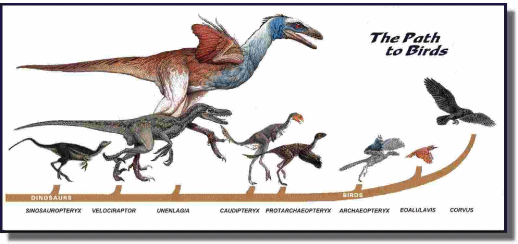 The Path
to Birds
DINOSAURS
BIRDS
SINOSAUROPTERYX VELOCIRAPTOR UNENLAGIA CAUDIPTERYX PROTARCHAEOPTERYX ARCHAEOPTERYX EOALULAVIS CORVUS